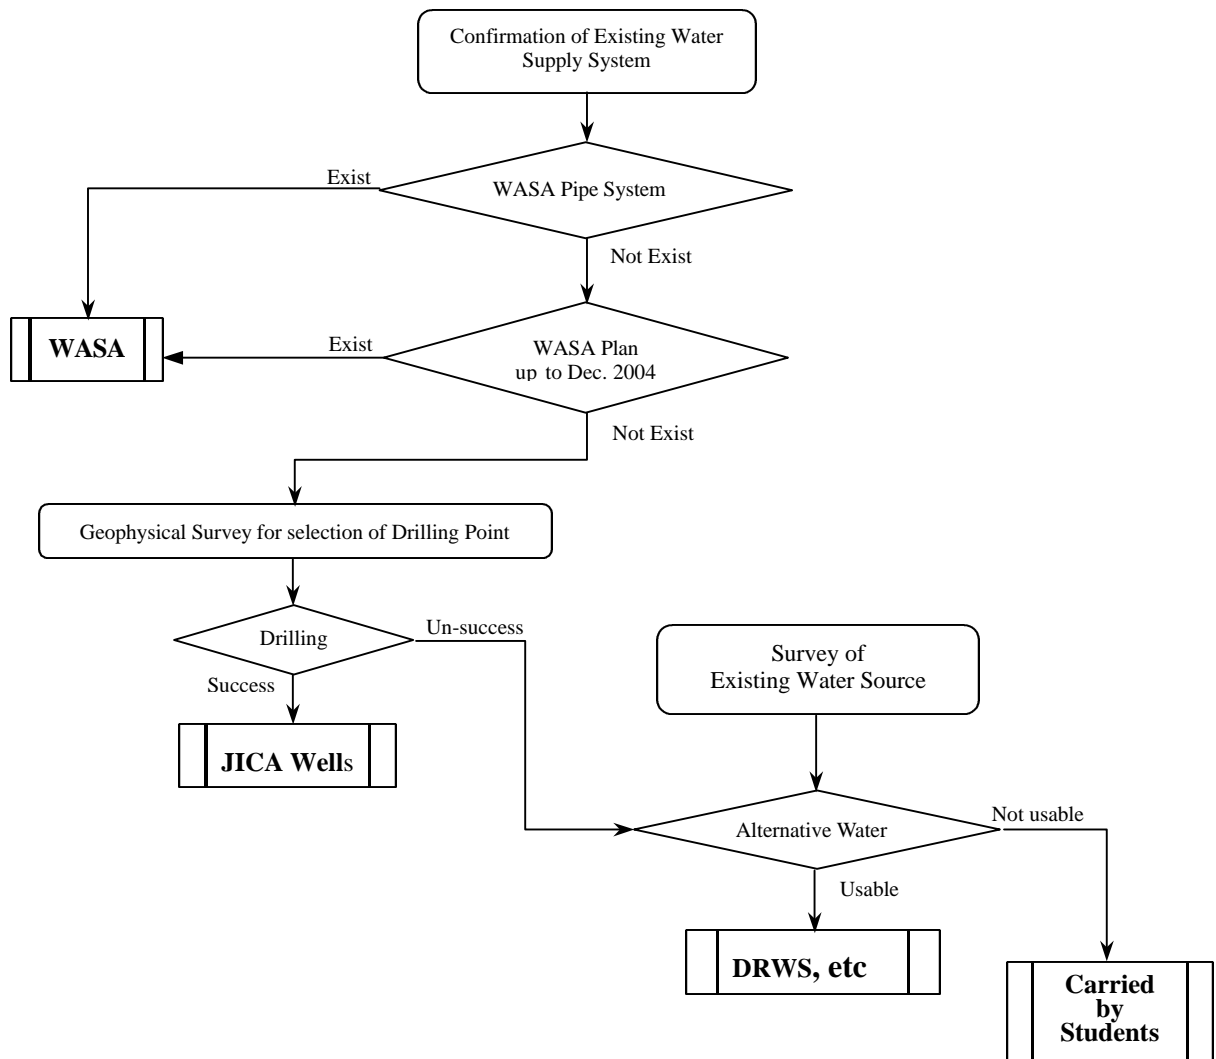 Confirmation of Existing Water
Supply System
Exist
WASA Pipe System
Not Exist
WASA
Exist
WASA Plan
up to Dec. 2004
Not Exist
Geophysical Survey for selection of Drilling Point
Drilling
Un-success
Success
Survey of
Existing Water Source
JICA Wells
Alternative Water
Not usable
Usable
DRWS, etc
Carried
by
Students